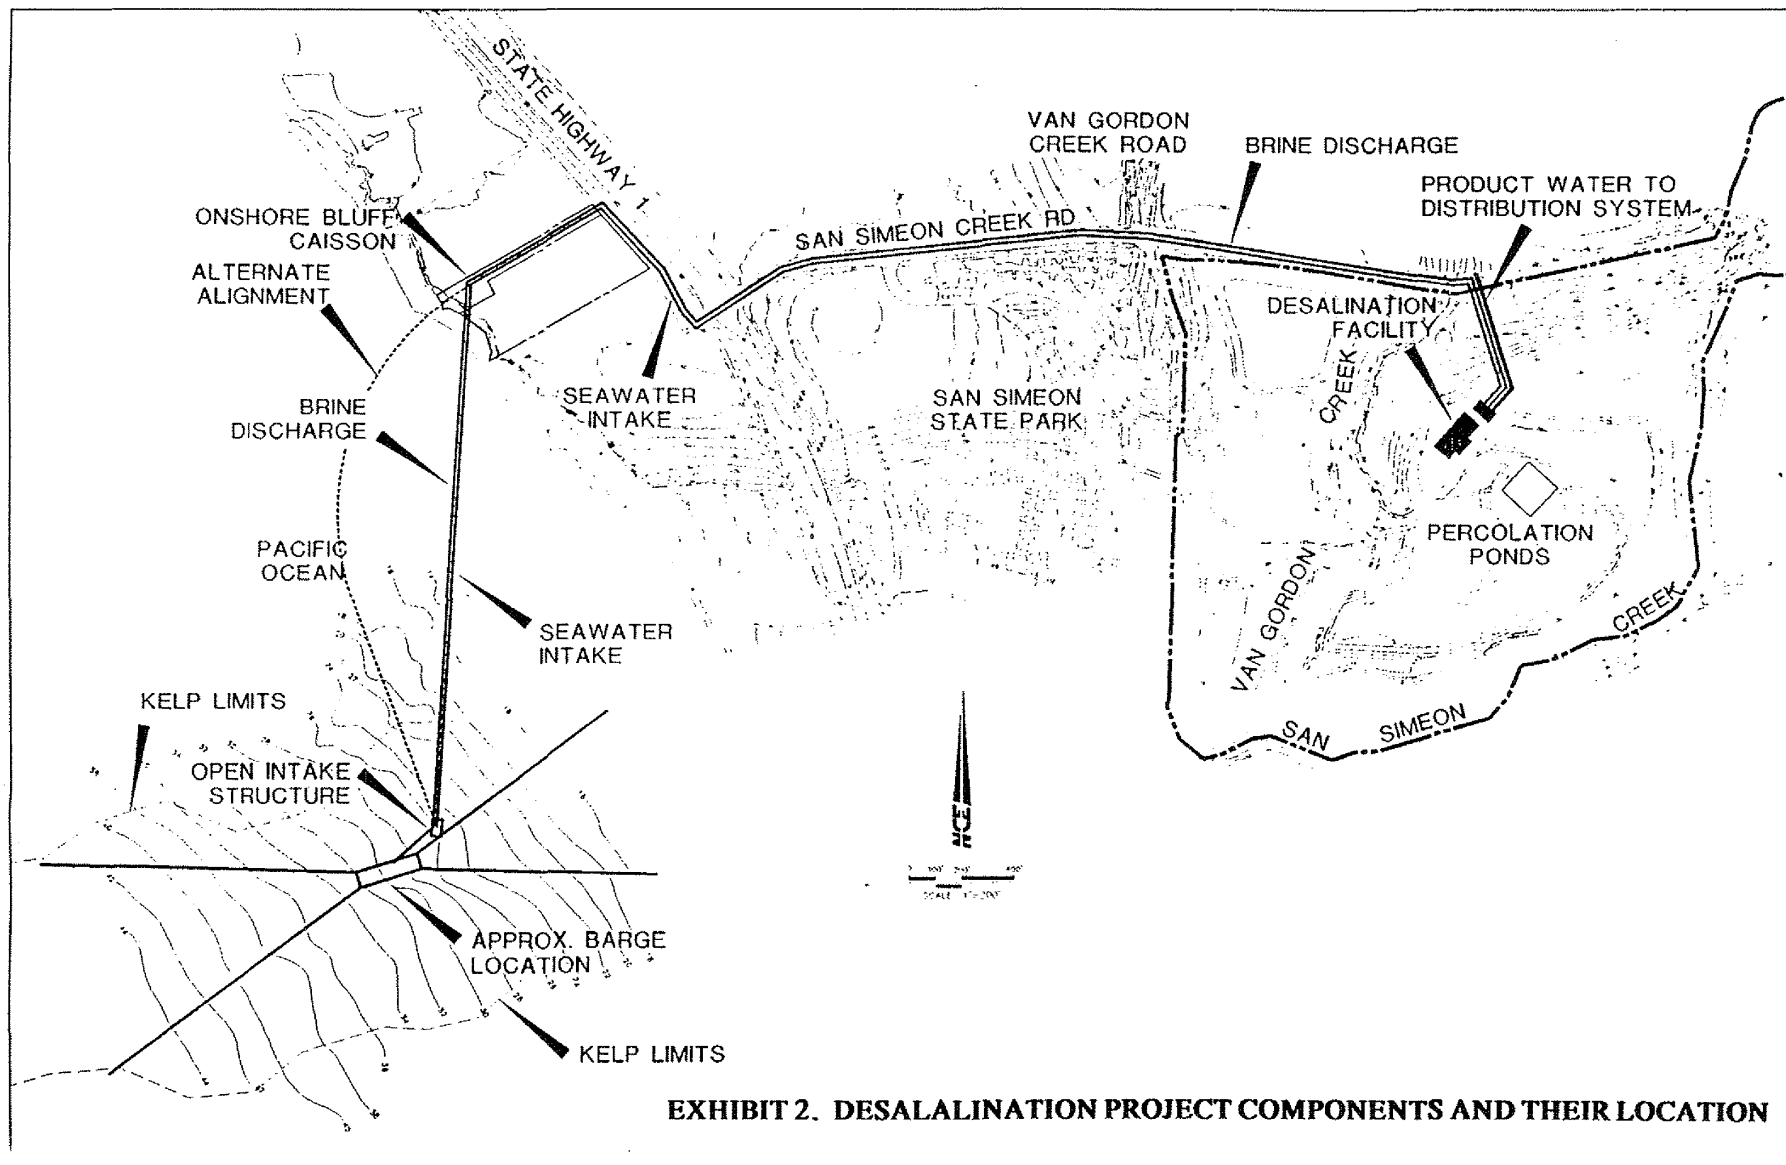 STATE HIGHWAY 1
VAN GORDON
CREEK ROAD
BRINE DISCHARGE
PRODUCT WATER TO
DISTRIBUTION SYSTEM
ONSHORE BLUFF
CAISSON
SAN SIMEON CREEK RD
ALTERNATE
ALIGNMENT
DESALINATION
FACILITY
SEAWATER
INTAKE
SAN SIMEON
STATE PARK
CREEK
BRINE
DISCHARGE
PERCOLATION
PONDS
PACIFIC
OCEAN
VAN GORDON
SEAWATER
INTAKE
CREEK
SAN
SIMEON
KELP LIMITS
OPEN INTAKE
STRUCTURE
NCE
APPROX. BARGE
LOCATION
KELP LIMITS
EXHIBIT 2. DESALALINATION PROJECT COMPONENTS AND THEIR LOCATION